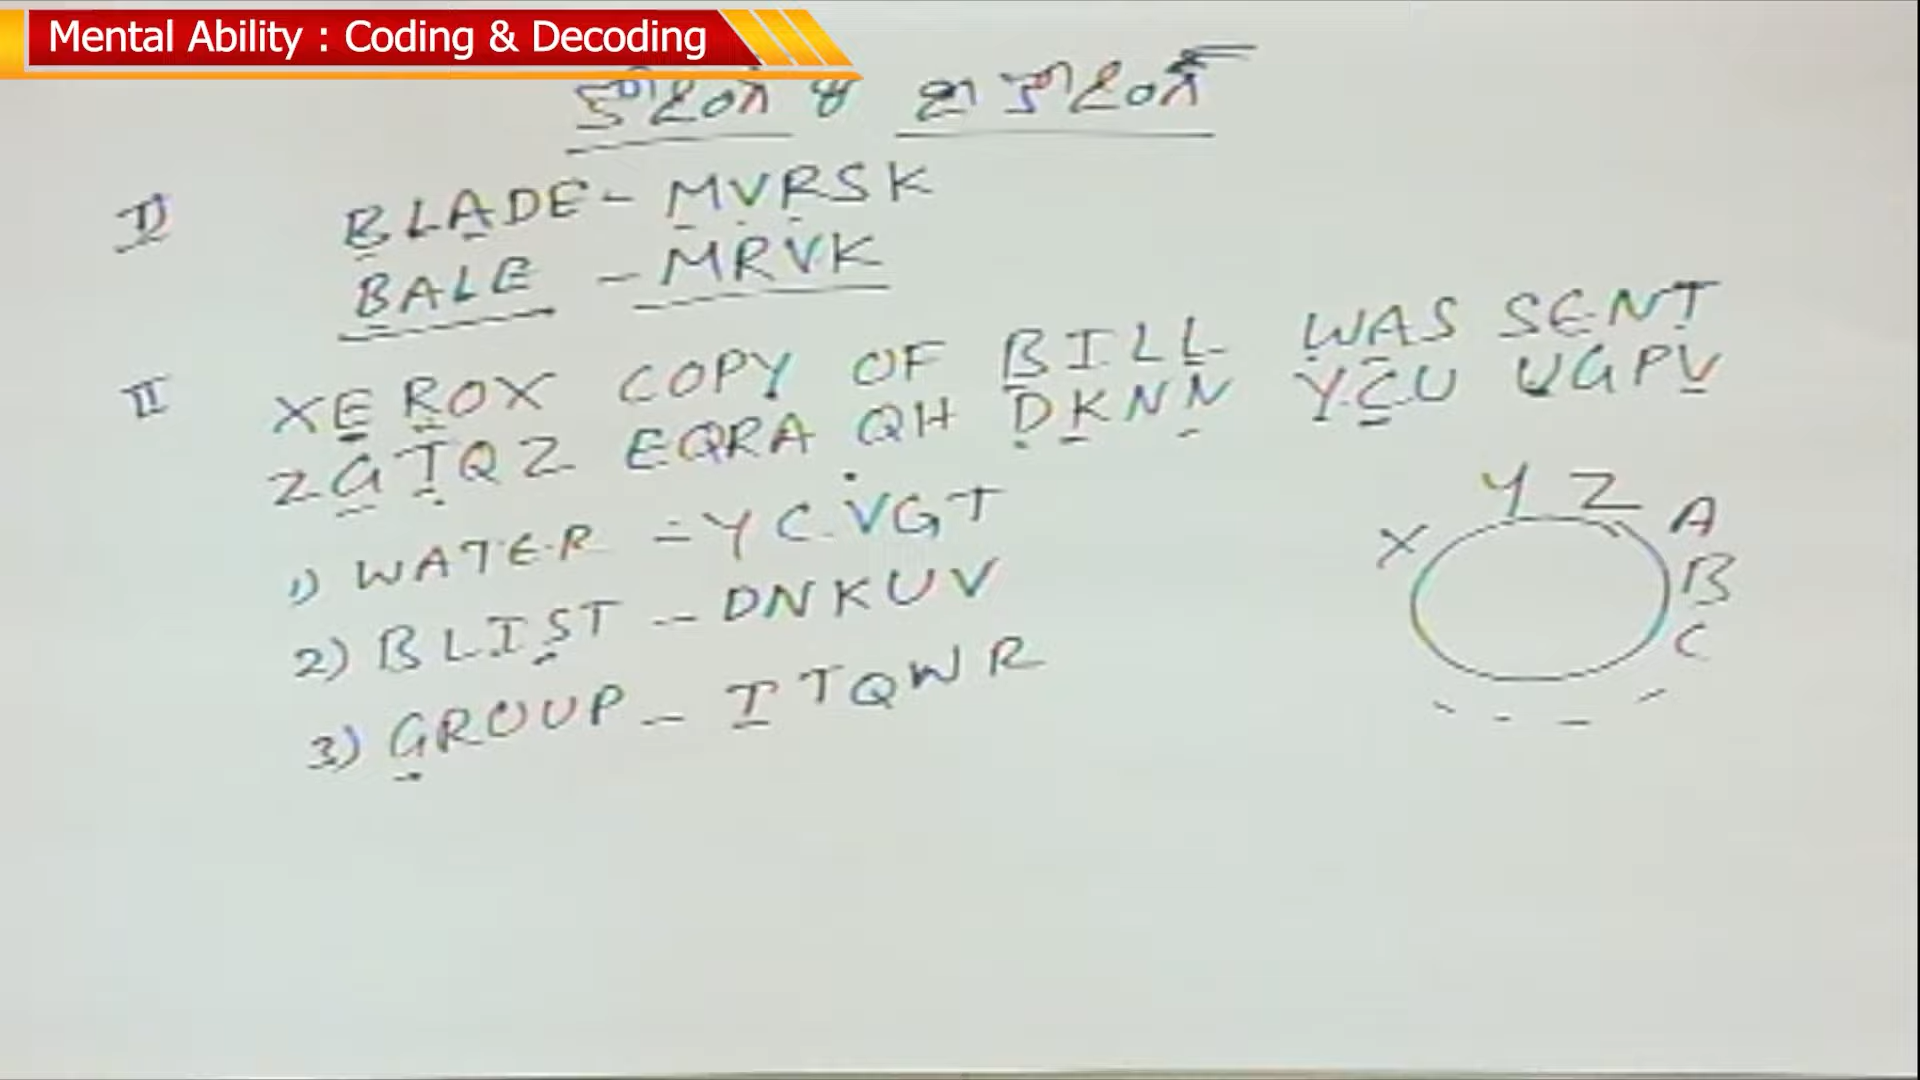 Mental Ability : Coding & Decoding
I) BLADE - MVRSK
BALE - MRVK
II XEROX COPY OF BILL WAS SENT
ZGTQZ EQRA QH DKNN YCU UGPV
1) WATER = YCVGT
2) BLIST - DNKUV
3) GROUP - ITQWR
X Y Z A B C